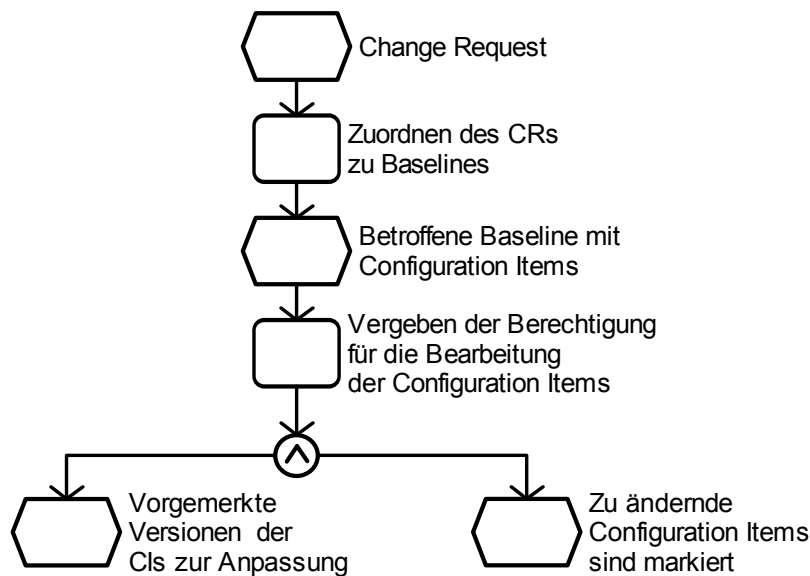 Change Request
Zuordnen des CRs
zu Baselines
Betroffene Baseline mit
Configuration Items
Vergeben der Berechtigung
für die Bearbeitung
der Configuration Items
Vorgemerkte
Versionen der
CIs zur Anpassung
Zu ändernde
Configuration Items
sind markiert